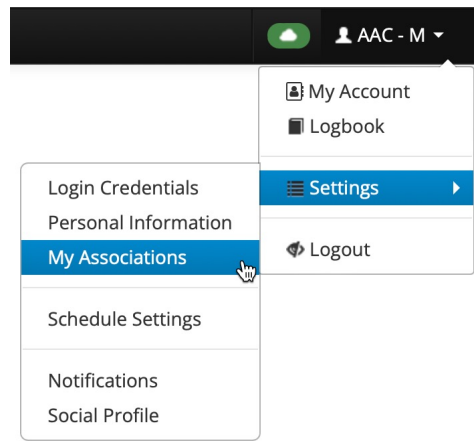 AAC - M
My Account
Logbook
Settings
Logout
Login Credentials
Personal Information
My Associations
Schedule Settings
Notifications
Social Profile